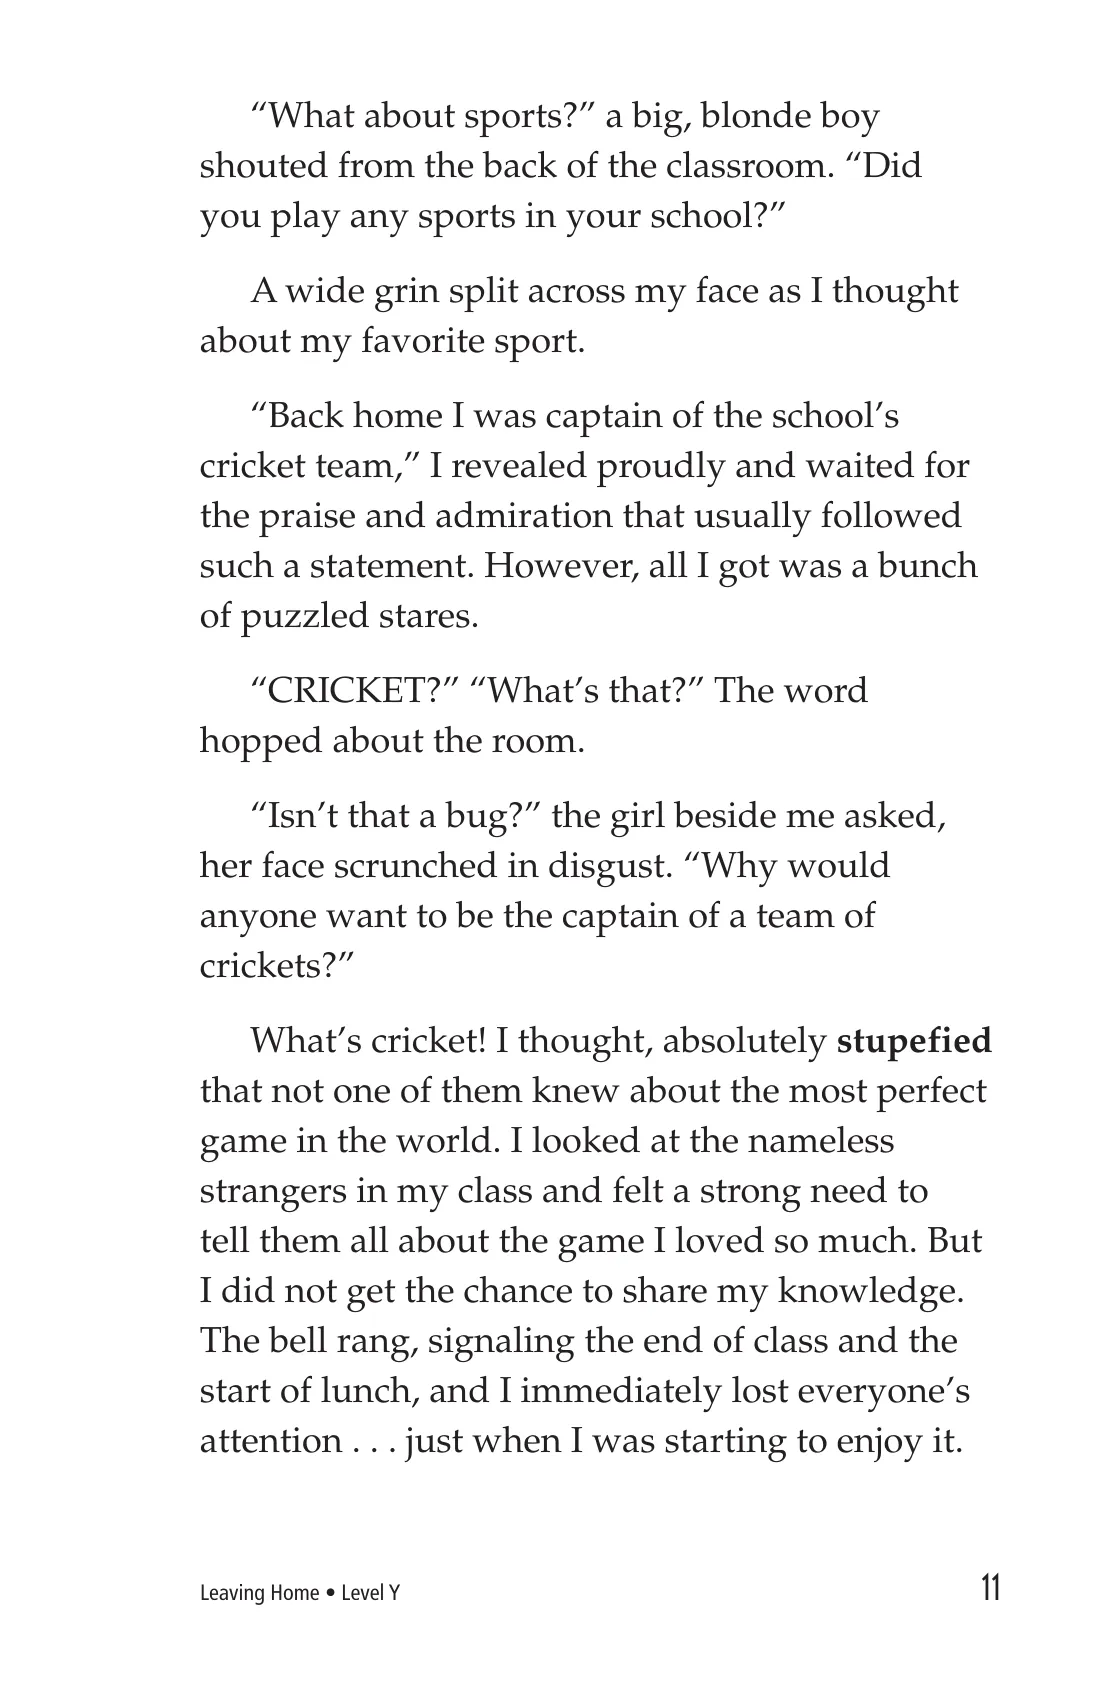 “What about sports?” a big, blonde boy
shouted from the back of the classroom. “Did
you play any sports in your school?”
A wide grin split across my face as I thought
about my favorite sport.
“Back home I was captain of the school’s
cricket team,” I revealed proudly and waited for
the praise and admiration that usually followed
such a statement. However, all I got was a bunch
of puzzled stares.
“CRICKET?” “What’s that?” The word
hopped about the room.
“Isn’t that a bug?” the girl beside me asked,
her face scrunched in disgust. “Why would
anyone want to be the captain of a team of
crickets?”
What’s cricket! I thought, absolutely stupefied
that not one of them knew about the most perfect
game in the world. I looked at the nameless
strangers in my class and felt a strong need to
tell them all about the game I loved so much. But
I did not get the chance to share my knowledge.
The bell rang, signaling the end of class and the
start of lunch, and I immediately lost everyone’s
attention . . . just when I was starting to enjoy it.
Leaving Home • Level Y
11